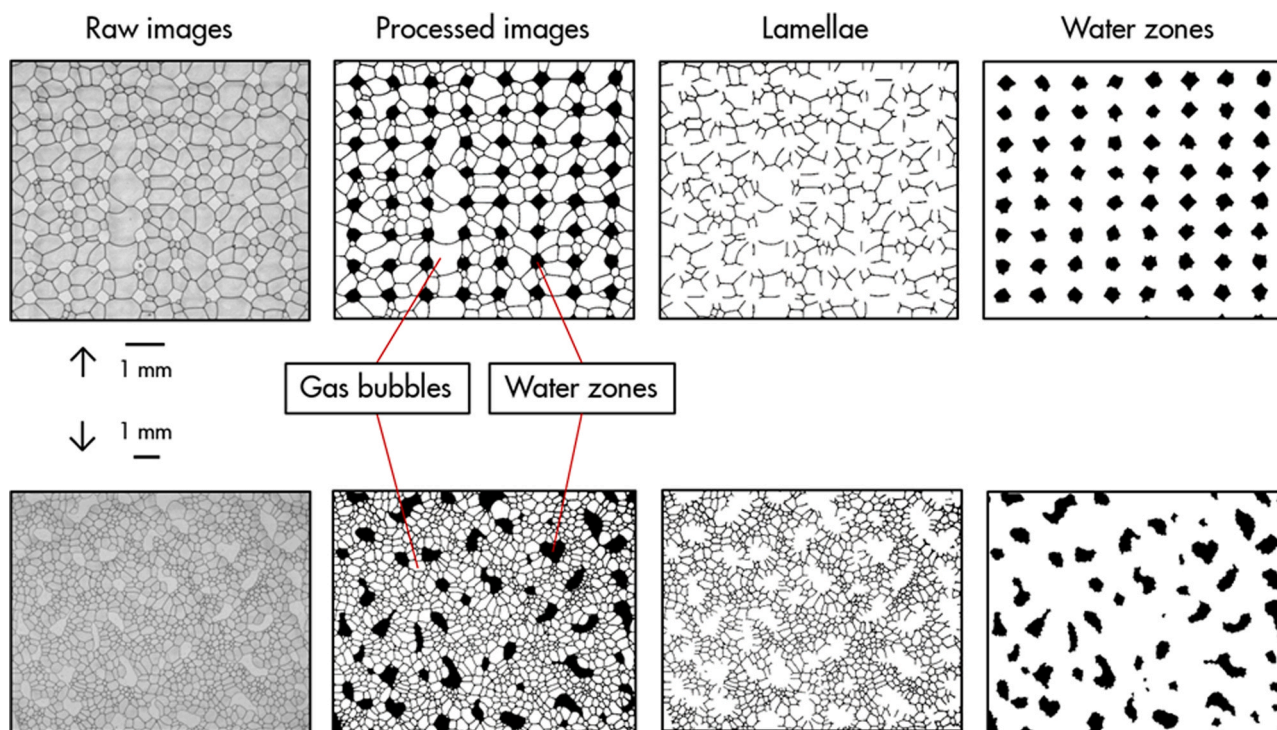 Raw images
Processed images
Lamellae
Water zones
1 mm
Gas bubbles
Water zones
1 mm